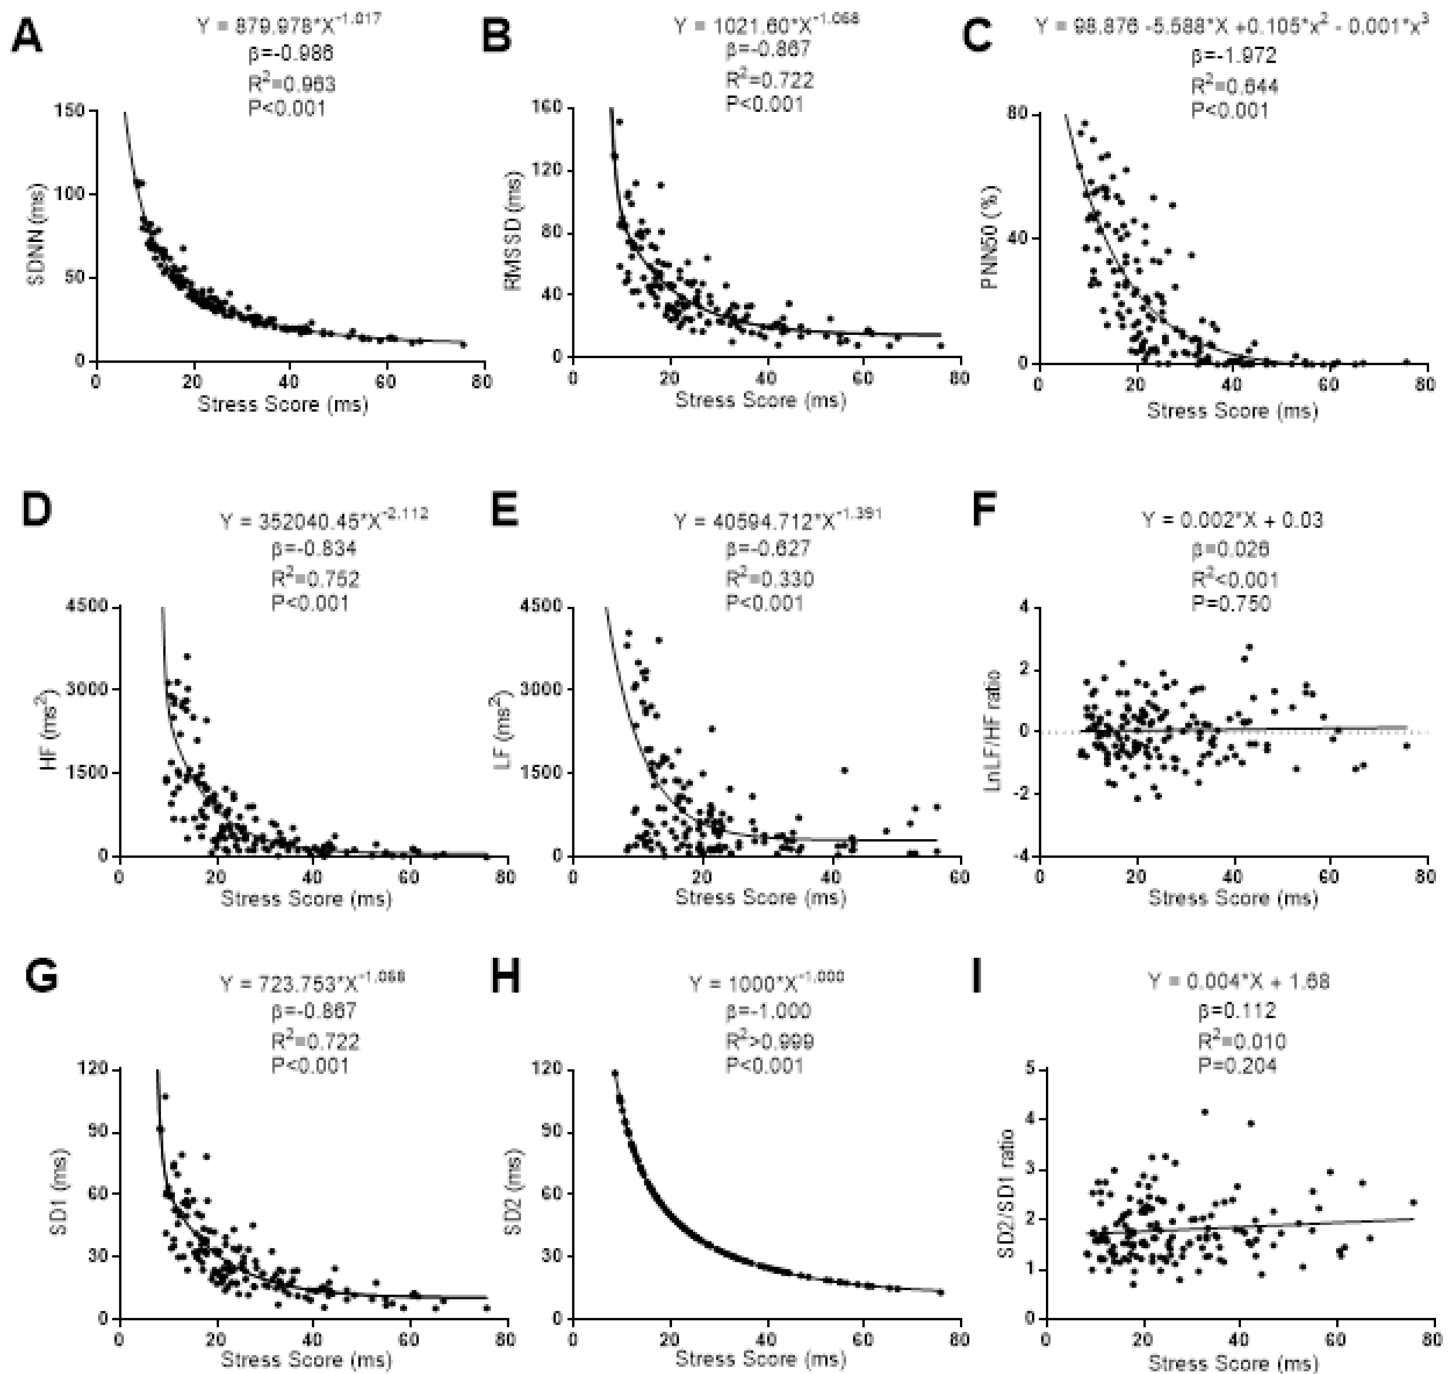 A
Y = 879.978*X^-1.017
β=-0.986
R²=0.963
P<0.001
150
100
50
0
SDNN (ms)
0 20 40 60 80
Stress Score (ms)
B
Y = 1021.60*X^-1.068
β=-0.867
R²=0.722
P<0.001
160
120
80
40
0
RMSSD (ms)
0 20 40 60 80
Stress Score (ms)
C
Y = 98.876 -5.588*X +0.105*x² - 0.001*x³
β=-1.972
R²=0.644
P<0.001
80
40
0
PNN50 (%)
0 20 40 60 80
Stress Score (ms)
D
Y = 352040.45*X^-2.112
β=-0.834
R²=0.752
P<0.001
4500
3000
1500
0
HF (ms²)
0 20 40 60 80
Stress Score (ms)
E
Y = 40594.712*X^-1.391
β=-0.627
R²=0.330
P<0.001
4500
3000
1500
0
LF (ms²)
0 20 40 60
Stress Score (ms)
F
Y = 0.002*X + 0.03
β=0.026
R²<0.001
P=0.750
4
2
0
-2
-4
LnLF/HF ratio
0 20 40 60 80
Stress Score (ms)
G
Y = 723.753*X^-1.068
β=-0.867
R²=0.722
P<0.001
120
90
60
30
0
SD1 (ms)
0 20 40 60 80
Stress Score (ms)
H
Y = 1000*X^-1.000
β=-1.000
R²>0.999
P<0.001
120
90
60
30
0
SD2 (ms)
0 20 40 60 80
Stress Score (ms)
I
Y = 0.004*X + 1.68
β=0.112
R²=0.010
P=0.204
5
4
3
2
1
0
SD2/SD1 ratio
0 20 40 60 80
Stress Score (ms)